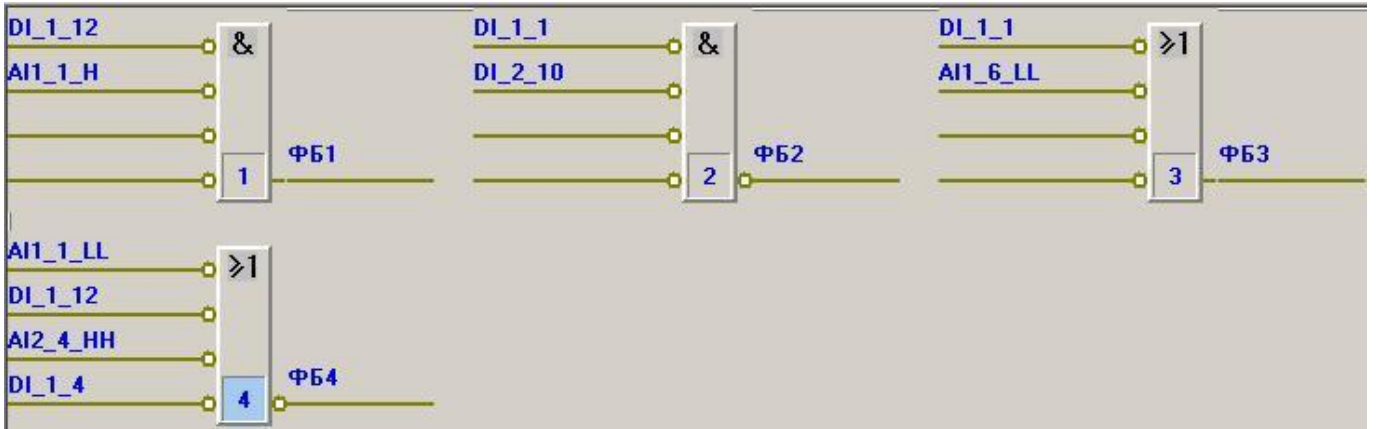 DI_1_12
&
AI1_1_H
ФБ1
1
DI_1_1
&
DI_2_10
ФБ2
2
DI_1_1
⩾1
AI1_6_LL
ФБ3
3
AI1_1_LL
⩾1
DI_1_12
AI2_4_HH
DI_1_4
ФБ4
4